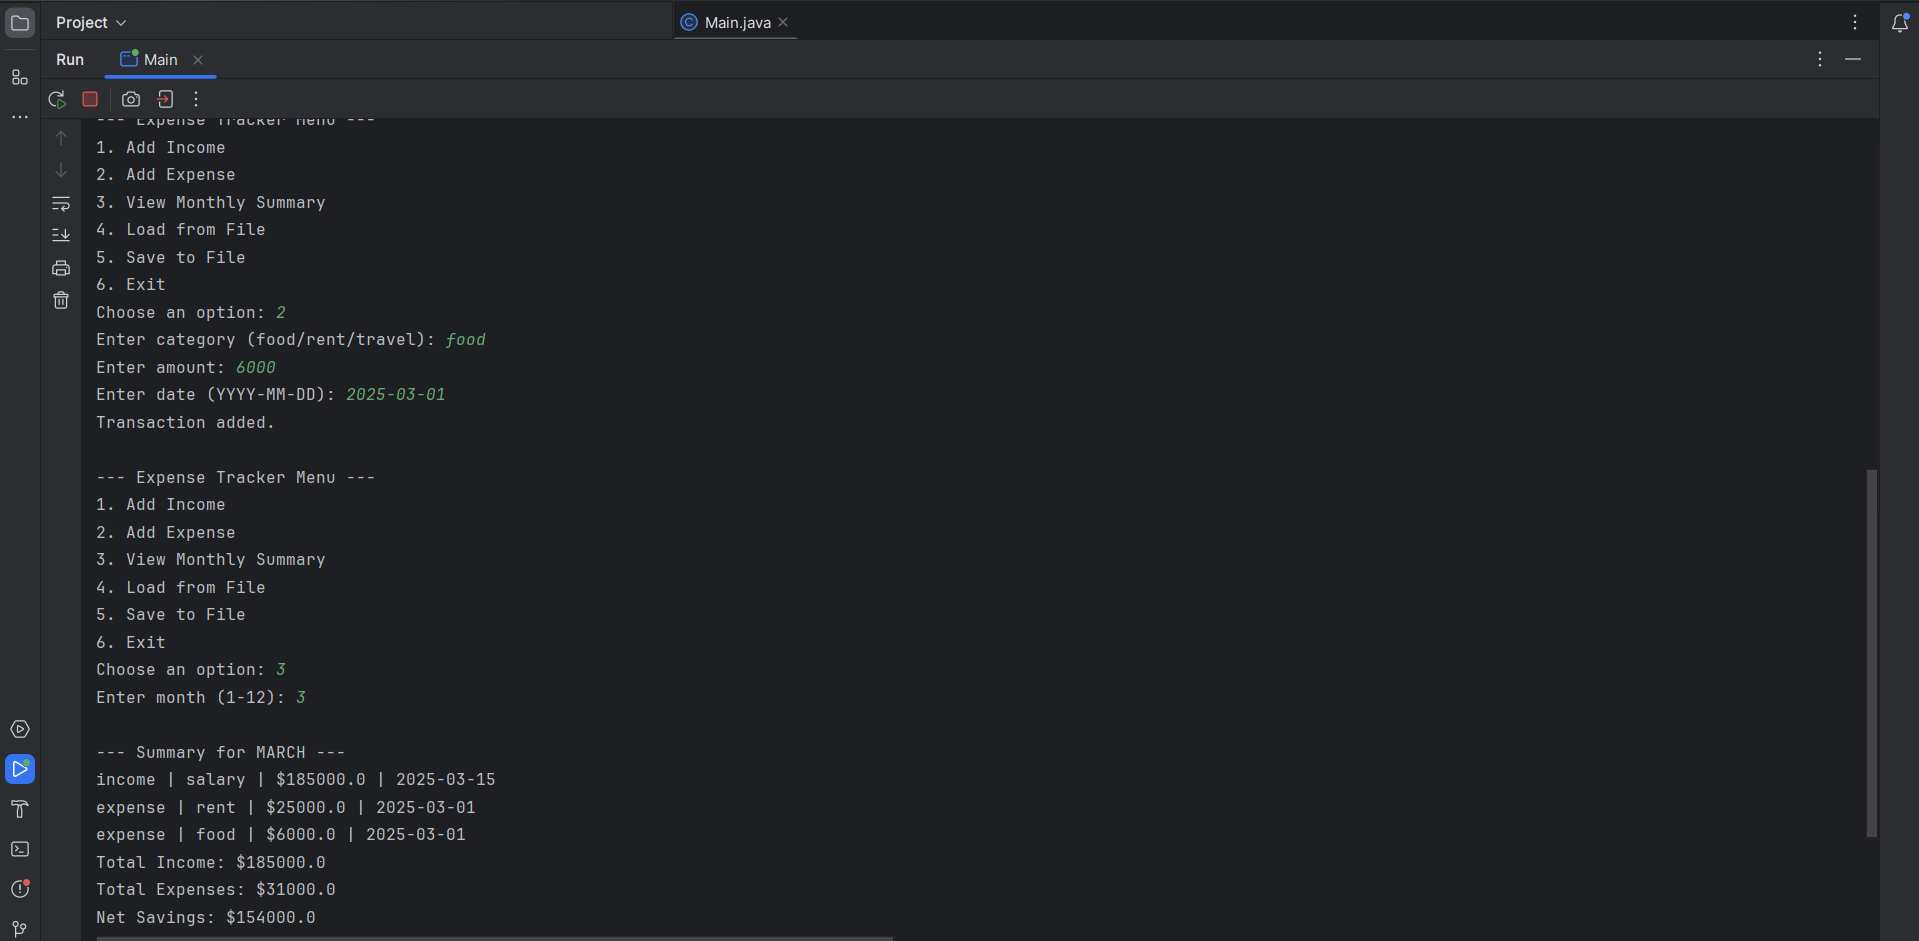 Project
Main.java
Run
Main
--- Expense Tracker Menu ---
1. Add Income
2. Add Expense
3. View Monthly Summary
4. Load from File
5. Save to File
6. Exit
Choose an option: 2
Enter category (food/rent/travel): food
Enter amount: 6000
Enter date (YYYY-MM-DD): 2025-03-01
Transaction added.
--- Expense Tracker Menu ---
1. Add Income
2. Add Expense
3. View Monthly Summary
4. Load from File
5. Save to File
6. Exit
Choose an option: 3
Enter month (1-12): 3
--- Summary for MARCH ---
income | salary | $185000.0 | 2025-03-15
expense | rent | $25000.0 | 2025-03-01
expense | food | $6000.0 | 2025-03-01
Total Income: $185000.0
Total Expenses: $31000.0
Net Savings: $154000.0